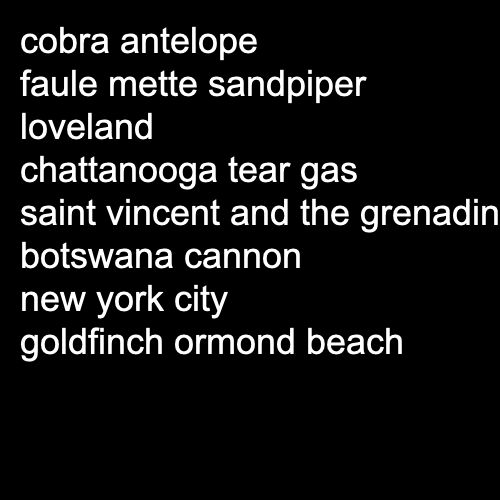 cobra antelope
faule mette sandpiper
loveland
chattanooga tear gas
saint vincent and the grenadin
botswana cannon
new york city
goldfinch ormond beach